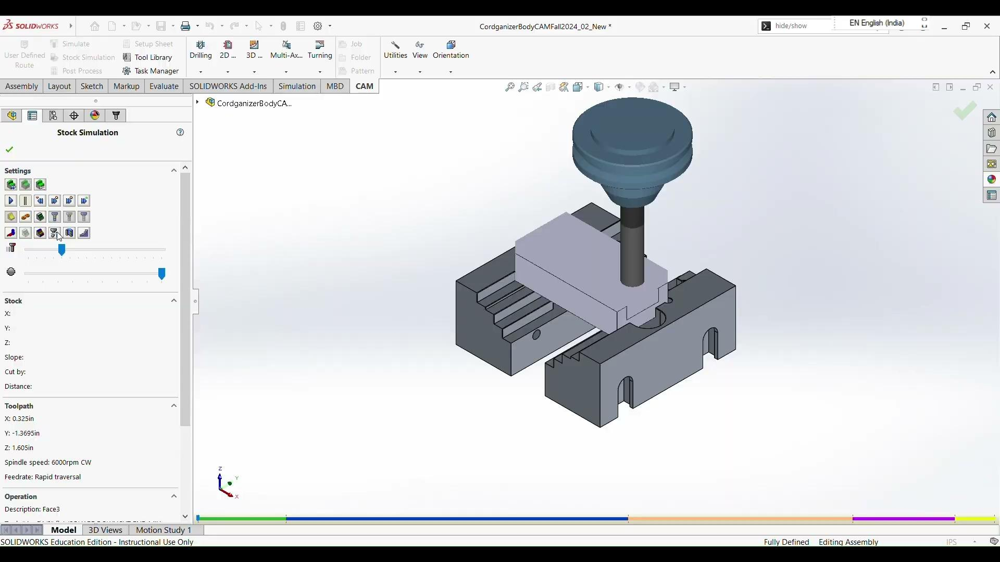 SOLIDWORKS
CordganizerBodyCAMFall2024_02_New *
hide/show
EN English (India)
User Defined
Route
Simulate
Stock Simulation
Post Process
Setup Sheet
Tool Library
Task Manager
Drilling
2D ...
3D ...
Multi-Ax...
Turning
Job
Folder
Pattern
Utilities
View
Orientation
Assembly
Layout
Sketch
Markup
Evaluate
SOLIDWORKS Add-Ins
Simulation
MBD
CAM
CordganizerBodyCA...
Stock Simulation
Settings
Stock
X:
Y:
Z:
Slope:
Cut by:
Distance:
Toolpath
X: 0.325in
Y: -1.3695in
Z: 1.605in
Spindle speed: 6000rpm CW
Feedrate: Rapid traversal
Operation
Description: Face3
Z
Y
X
Model
3D Views
Motion Study 1
SOLIDWORKS Education Edition - Instructional Use Only
Fully Defined
Editing Assembly
IPS